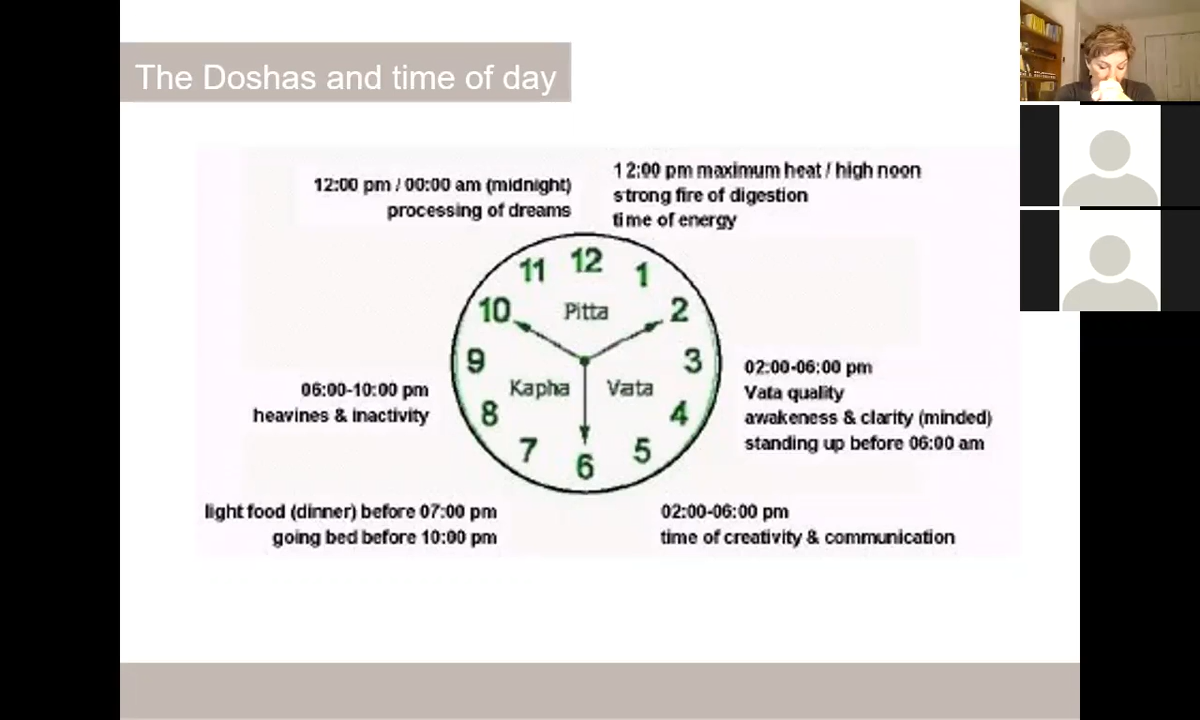 The Doshas and time of day
12:00 pm / 00:00 am (midnight)
processing of dreams
12:00 pm maximum heat / high noon
strong fire of digestion
time of energy
11
12
1
10
Pitta
2
9
3
Kapha
Vata
8
4
7
6
5
06:00-10:00 pm
heavines & inactivity
02:00-06:00 pm
Vata quality
awakeness & clarity (minded)
standing up before 06:00 am
light food (dinner) before 07:00 pm
going bed before 10:00 pm
02:00-06:00 pm
time of creativity & communication